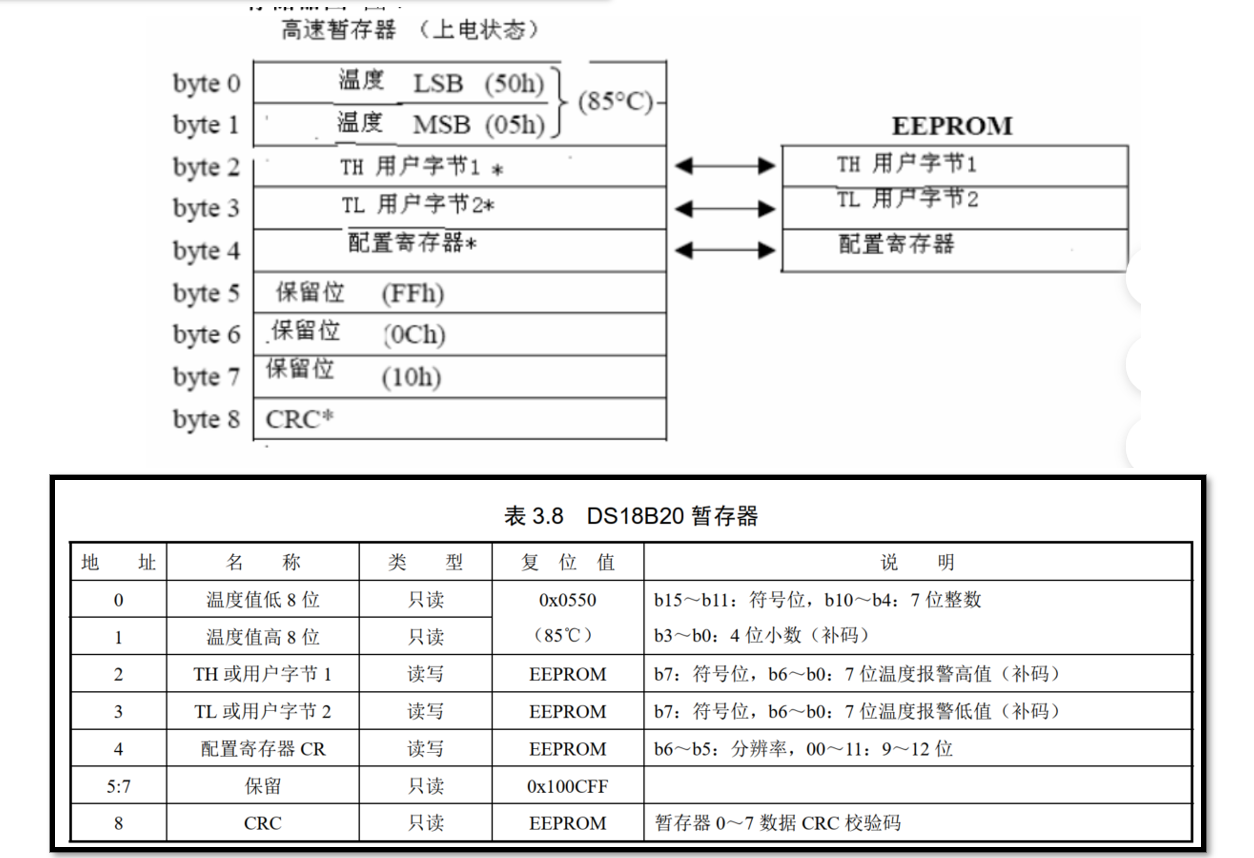 高速暂存器 （上电状态）
byte 0 温度 LSB (50h)
(85°C)
byte 1 温度 MSB (05h)
EEPROM
byte 2 TH 用户字节1 * TH 用户字节1
byte 3 TL 用户字节2* TL 用户字节2
byte 4 配置寄存器* 配置寄存器
byte 5 保留位 (FFh)
byte 6 保留位 (0Ch)
byte 7 保留位 (10h)
byte 8 CRC*
表 3.8 DS18B20 暂存器
地 址 名 称 类 型 复 位 值 说 明
0 温度值低 8 位 只读 0x0550 b15～b11：符号位，b10～b4：7 位整数
1 温度值高 8 位 只读 （85℃） b3～b0：4 位小数（补码）
2 TH 或用户字节 1 读写 EEPROM b7：符号位，b6～b0：7 位温度报警高值（补码）
3 TL 或用户字节 2 读写 EEPROM b7：符号位，b6～b0：7 位温度报警低值（补码）
4 配置寄存器 CR 读写 EEPROM b6～b5：分辨率，00～11：9～12 位
5:7 保留 只读 0x100CFF
8 CRC 只读 EEPROM 暂存器 0～7 数据 CRC 校验码